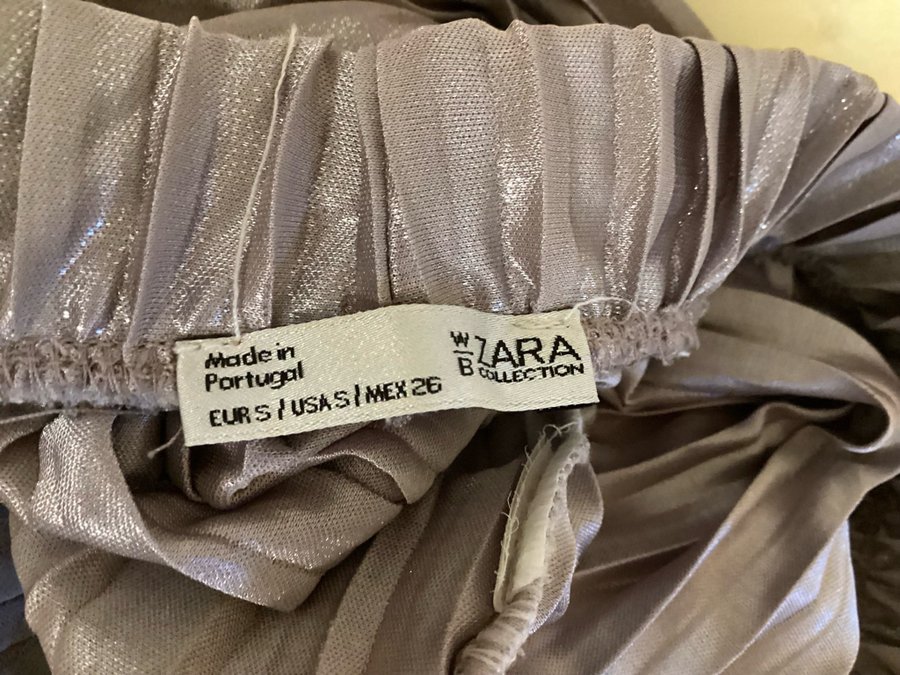 Made in
Portugal
EUR S / USA S / MEX 26
W/B ZARA
COLLECTION